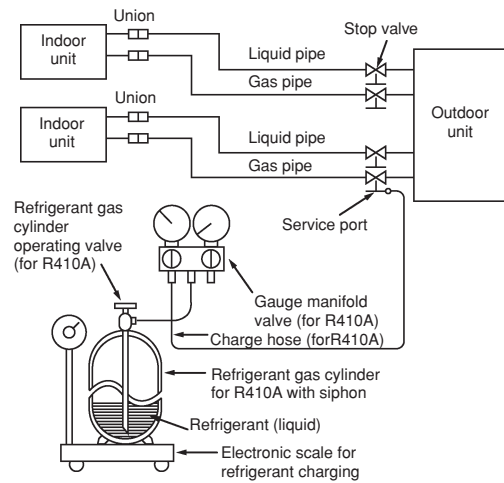 Union
Stop valve
Indoor
unit
Liquid pipe
Gas pipe
Union
Outdoor
unit
Indoor
unit
Liquid pipe
Gas pipe
Service port
Refrigerant gas
cylinder
operating valve
(for R410A)
Gauge manifold
valve (for R410A)
Charge hose (forR410A)
Refrigerant gas cylinder
for R410A with siphon
Refrigerant (liquid)
Electronic scale for
refrigerant charging